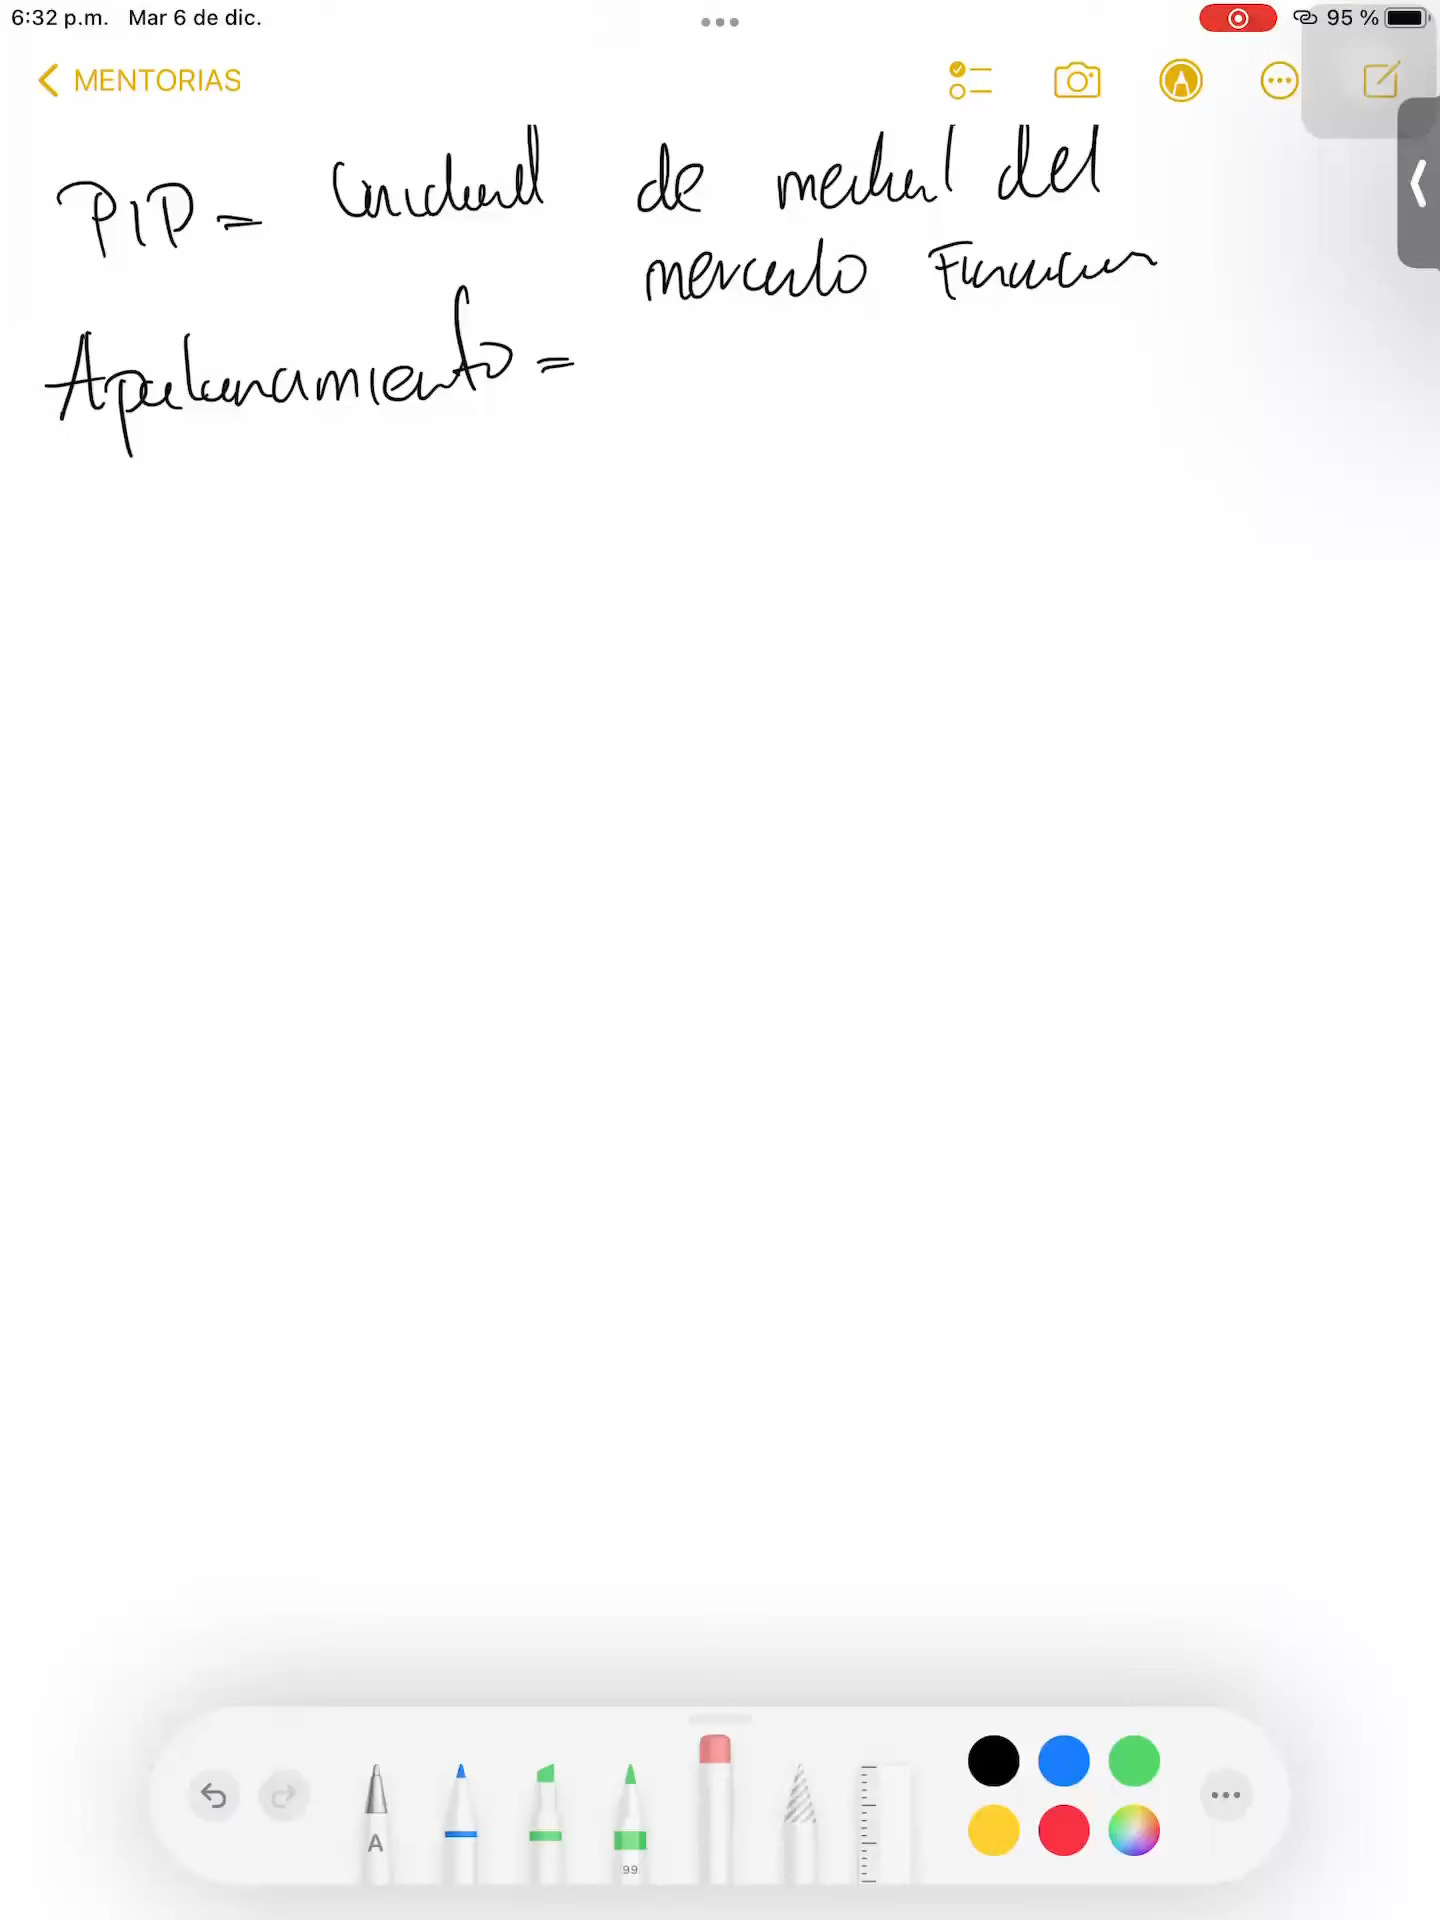 6:32 p.m. Mar 6 de dic.
95 %
MENTORIAS
PIP = unidad de medida del
mercado Financiero
Apalancamiento =
A
99